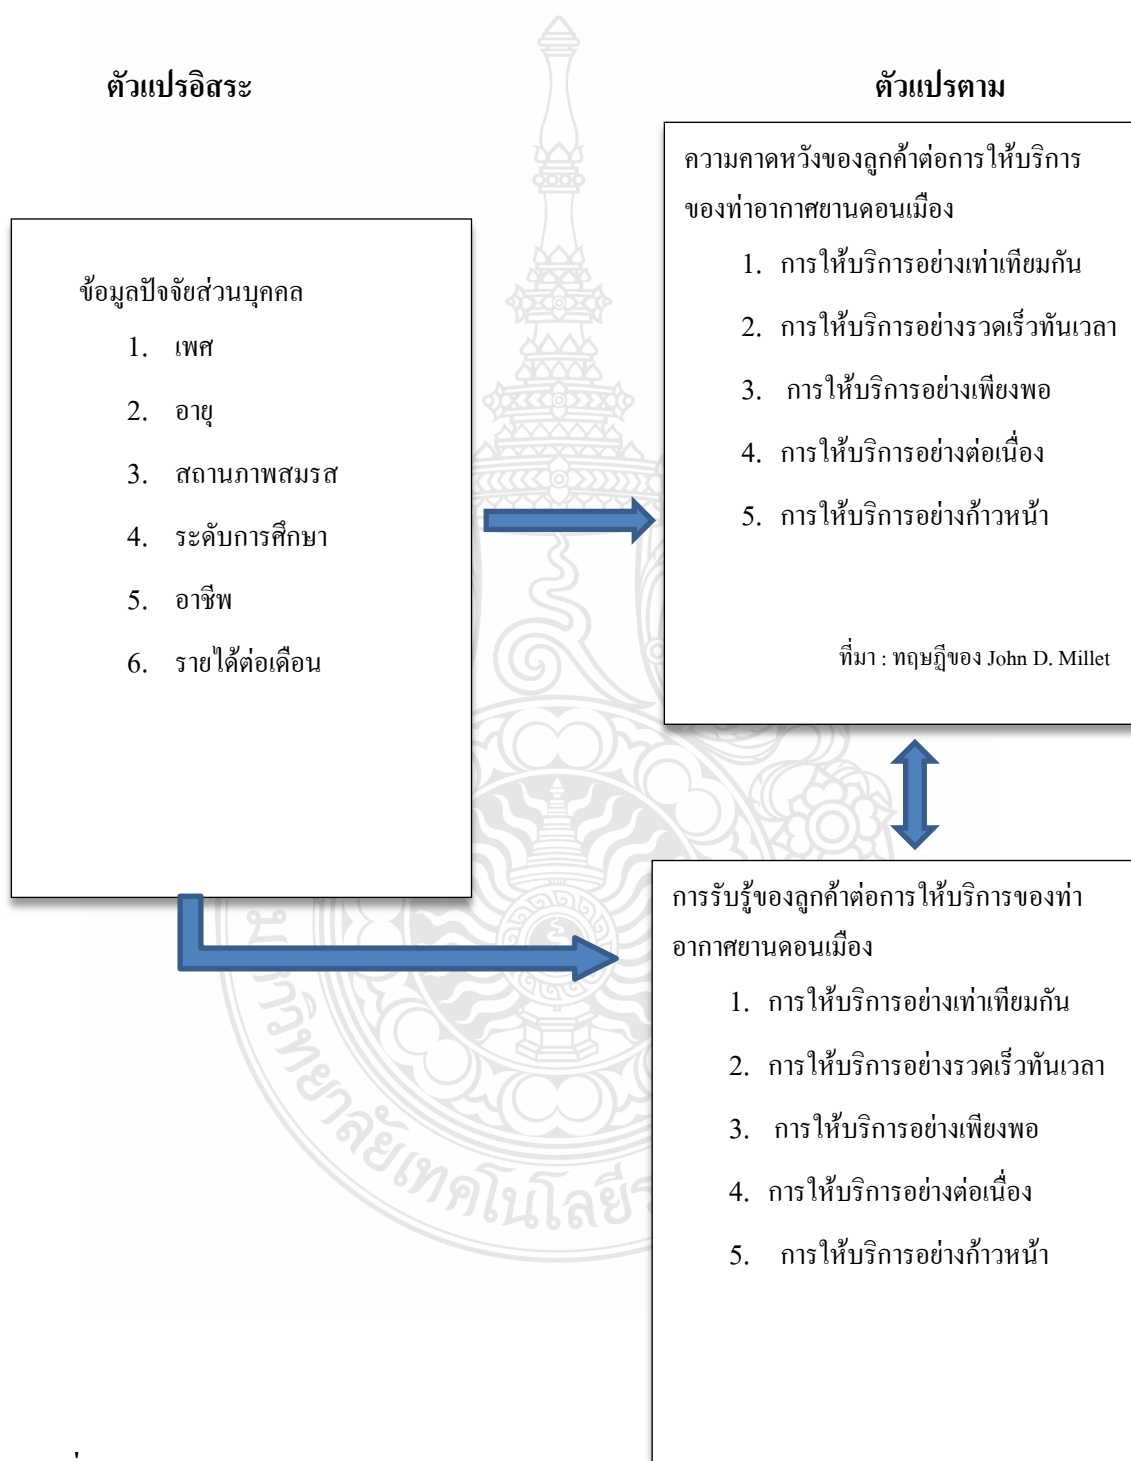 ตัวแปรอิสระ
ตัวแปรตาม
ข้อมูลปัจจัยส่วนบุคคล
1. เพศ
2. อายุ
3. สถานภาพสมรส
4. ระดับการศึกษา
5. อาชีพ
6. รายได้ต่อเดือน
ความคาดหวังของลูกค้าต่อการให้บริการ
ของท่าอากาศยานดอนเมือง
1. การให้บริการอย่างเท่าเทียมกัน
2. การให้บริการอย่างรวดเร็วทันเวลา
3. การให้บริการอย่างเพียงพอ
4. การให้บริการอย่างต่อเนื่อง
5. การให้บริการอย่างก้าวหน้า
ที่มา : ทฤษฎีของ John D. Millet
การรับรู้ของลูกค้าต่อการให้บริการของท่า
อากาศยานดอนเมือง
1. การให้บริการอย่างเท่าเทียมกัน
2. การให้บริการอย่างรวดเร็วทันเวลา
3. การให้บริการอย่างเพียงพอ
4. การให้บริการอย่างต่อเนื่อง
5. การให้บริการอย่างก้าวหน้า